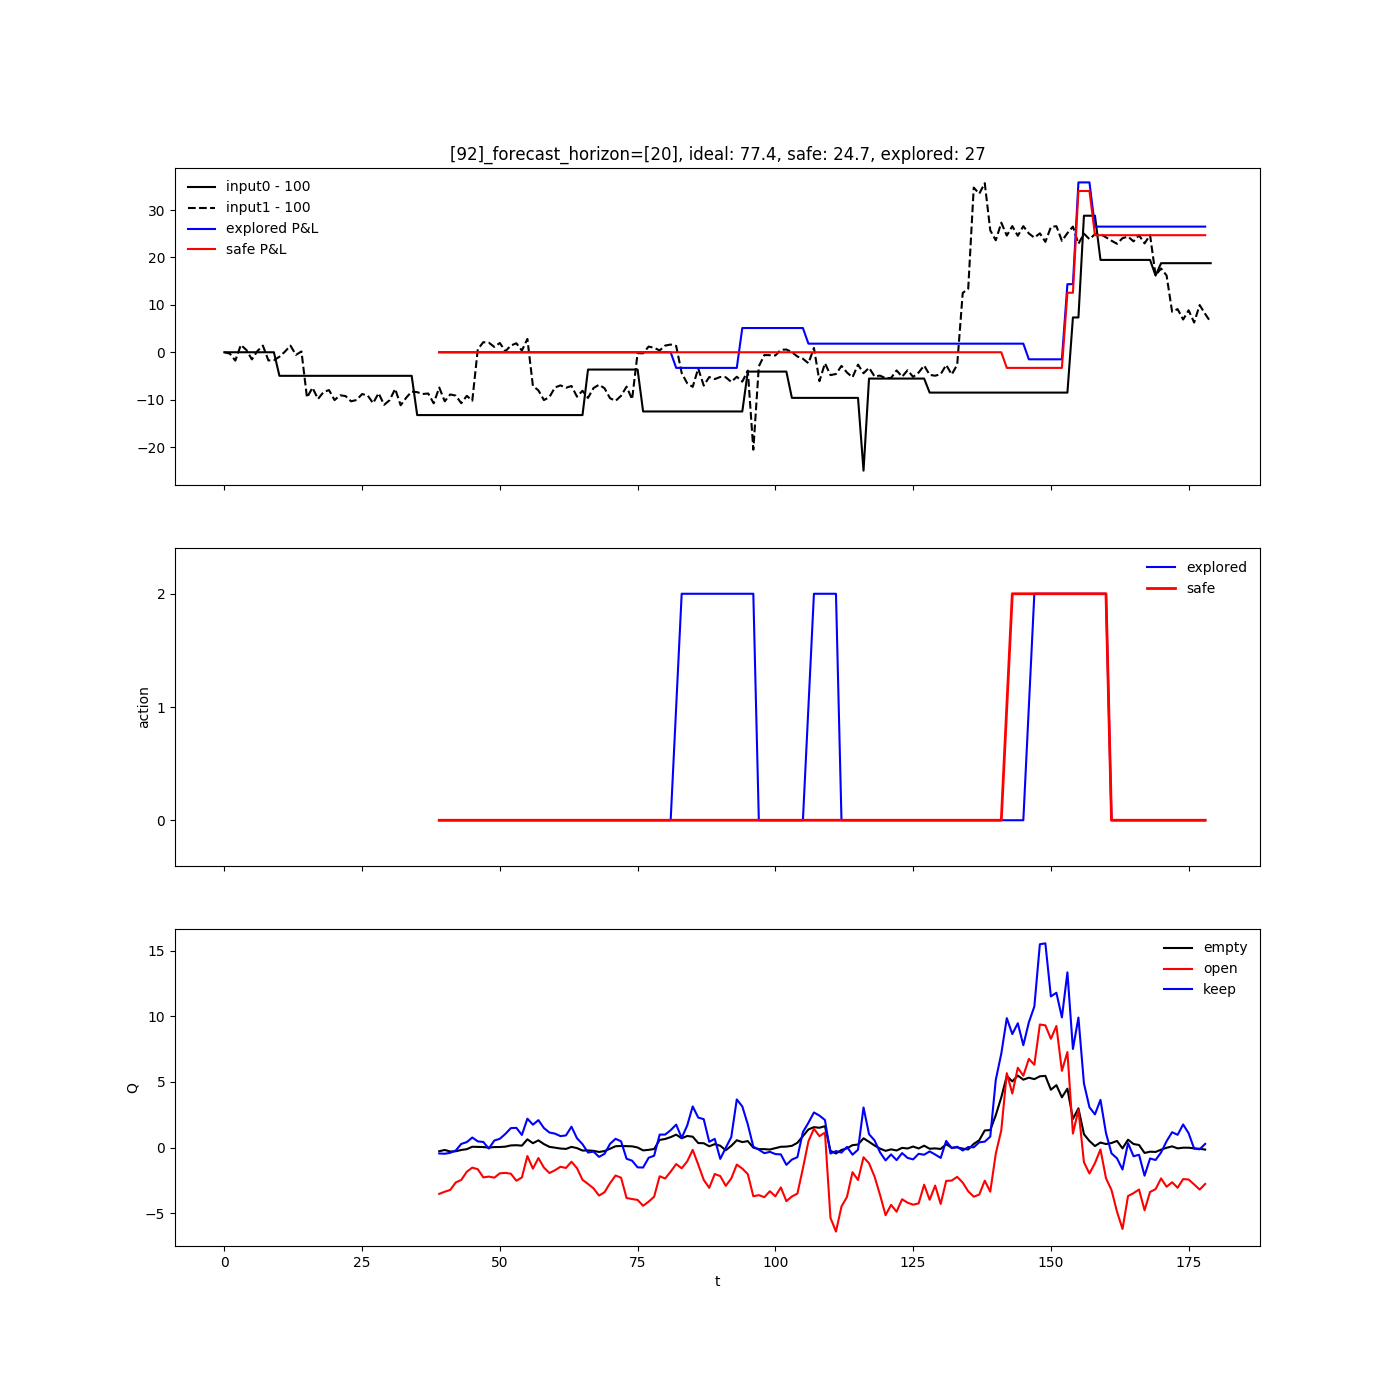 [92]_forecast_horizon=[20], ideal: 77.4, safe: 24.7, explored: 27
input0 - 100
input1 - 100
explored P&L
safe P&L
30
20
10
0
−10
−20
explored
safe
2
1
0
action
empty
open
keep
15
10
5
0
−5
Q
0 25 50 75 100 125 150 175
t